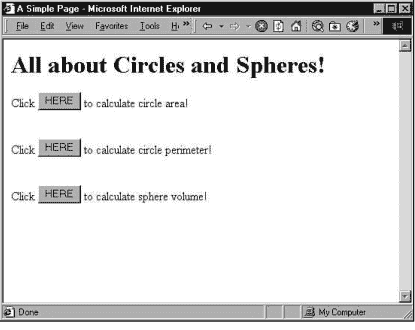 A Simple Page - Microsoft Internet Explorer
File Edit View Favorites Tools
All about Circles and Spheres!
Click HERE to calculate circle area!
Click HERE to calculate circle perimeter!
Click HERE to calculate sphere volume!
Done My Computer